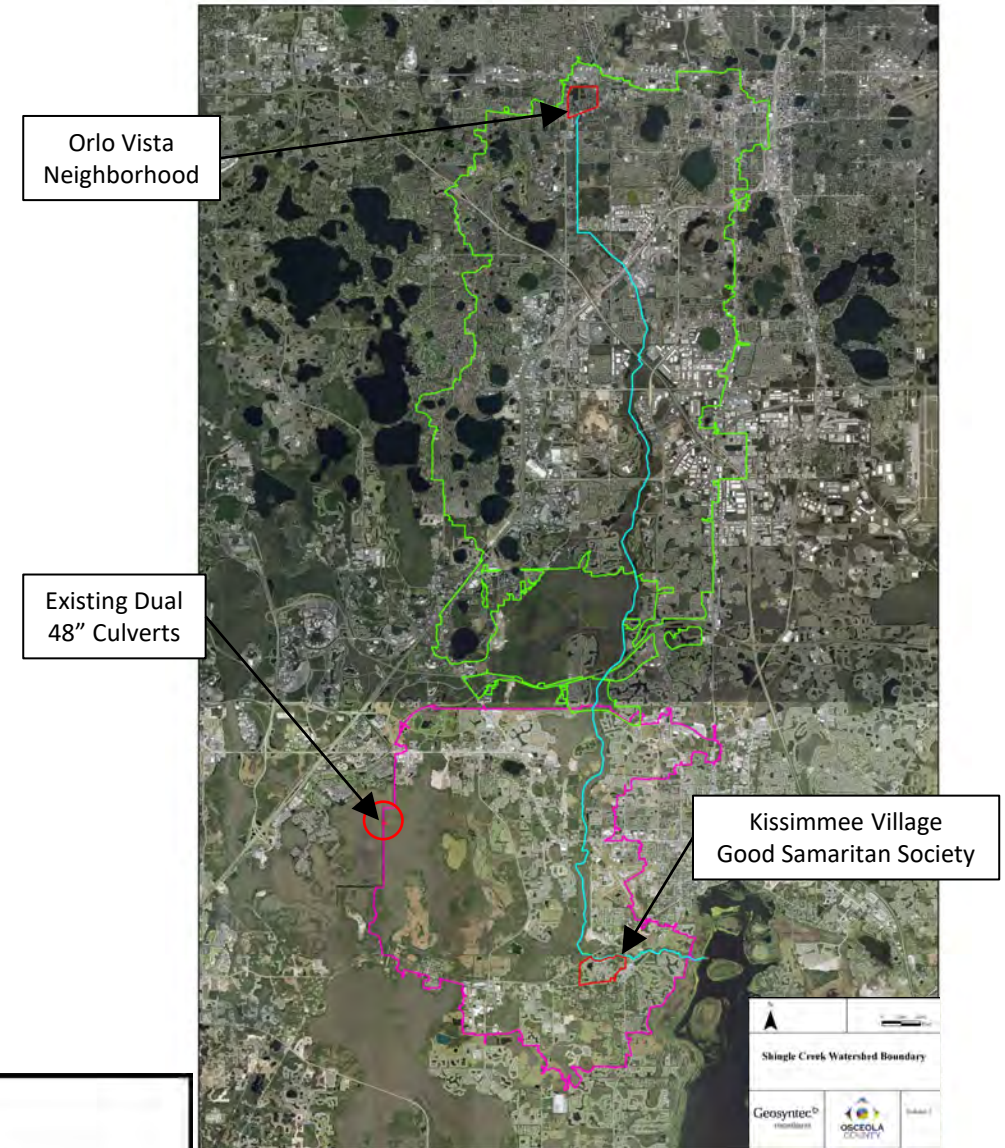 Orlo Vista
Neighborhood
Existing Dual
48” Culverts
Kissimmee Village
Good Samaritan Society
Shingle Creek Watershed Boundary
Geosyntec
consultants
OSCEOLA
COUNTY